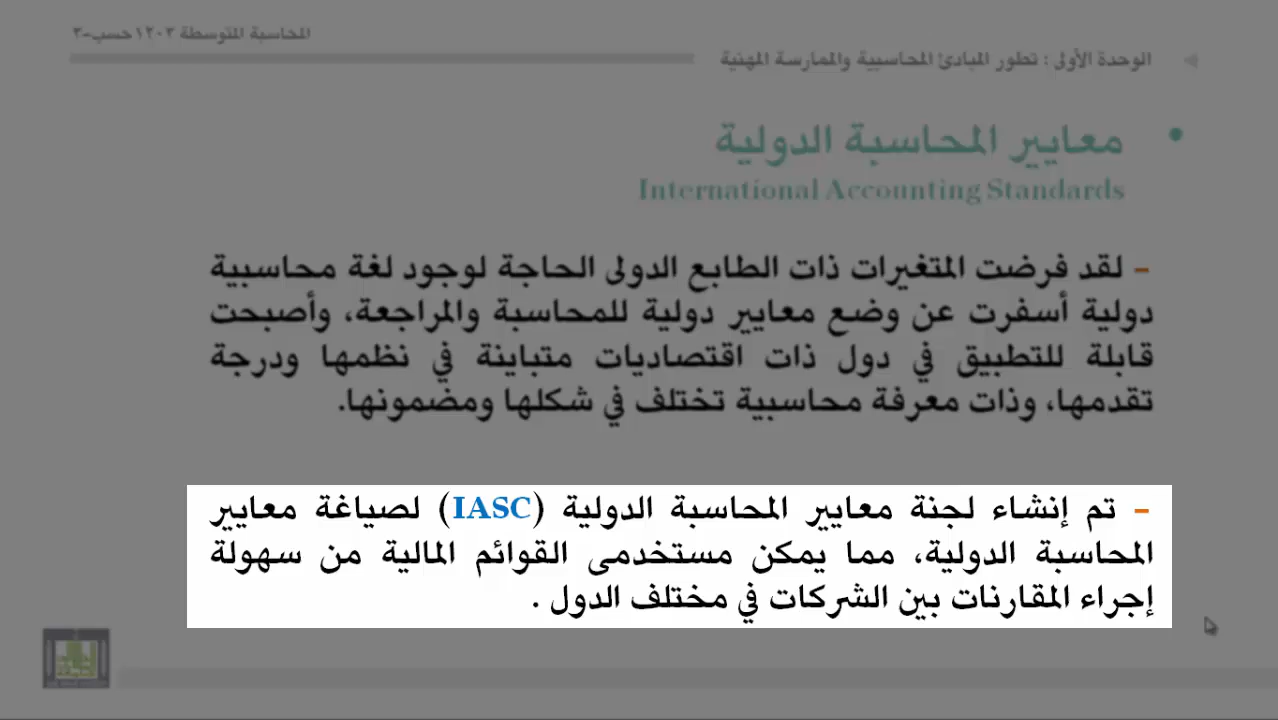 المحاسبة المتوسطة ١٢٠٢ حسب-٣
الوحدة الأولى : تطور المبادئ المحاسبية والممارسة المهنية
• معايير المحاسبة الدولية
International Accounting Standards
- لقد فرضت المتغيرات ذات الطابع الدولى الحاجة لوجود لغة محاسبية
دولية أسفرت عن وضع معايير دولية للمحاسبة والمراجعة، وأصبحت
قابلة للتطبيق في دول ذات اقتصاديات متباينة في نظمها ودرجة
تقدمها، وذات معرفة محاسبية تختلف في شكلها ومضمونها.
- تم إنشاء لجنة معايير المحاسبة الدولية (IASC) لصياغة معايير
المحاسبة الدولية، مما يمكن مستخدمى القوائم المالية من سهولة
إجراء المقارنات بين الشركات في مختلف الدول .